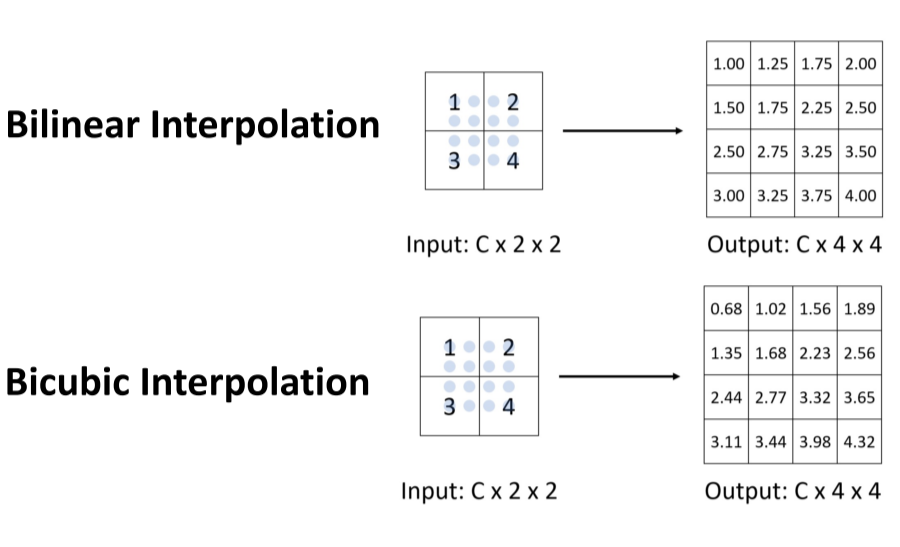 Bilinear Interpolation
1 2
3 4
Input: C x 2 x 2
1.00 1.25 1.75 2.00
1.50 1.75 2.25 2.50
2.50 2.75 3.25 3.50
3.00 3.25 3.75 4.00
Output: C x 4 x 4
Bicubic Interpolation
1 2
3 4
Input: C x 2 x 2
0.68 1.02 1.56 1.89
1.35 1.68 2.23 2.56
2.44 2.77 3.32 3.65
3.11 3.44 3.98 4.32
Output: C x 4 x 4